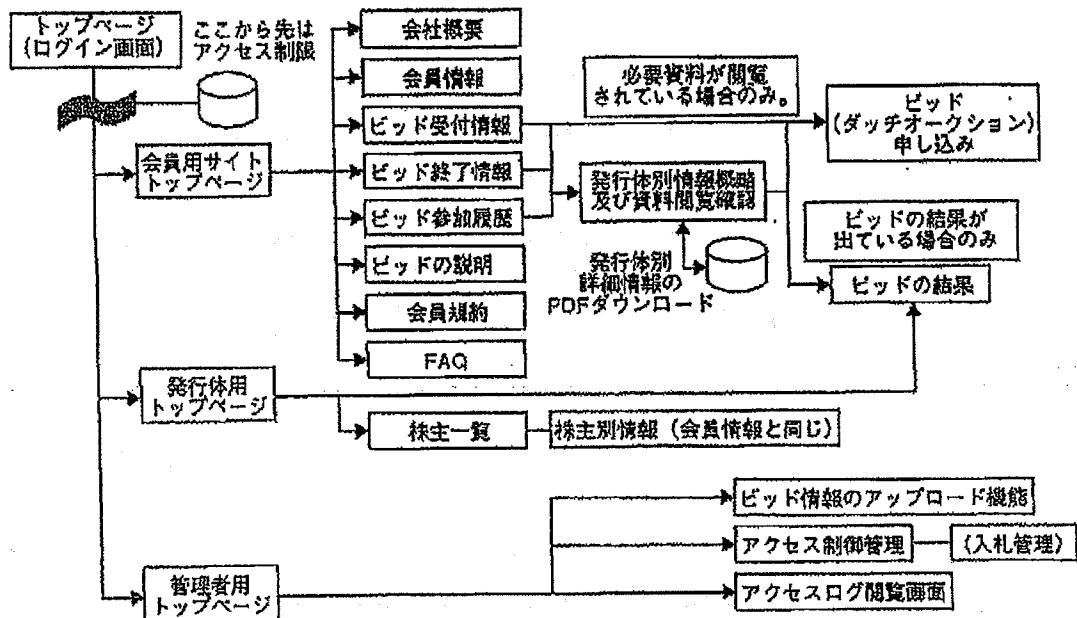 トップページ
(ログイン画面)
ここから先は
アクセス制限
会社概要
会員情報
ビッド受付情報
ビッド終了情報
ビッド参加履歴
ビッドの説明
会員規約
FAQ
会員用サイト
トップページ
必要資料が閲覧
されている場合のみ。
ビッド
(ダッチオークション)
申し込み
発行体別情報概略
及び資料閲覧確認
ビッドの結果が
出ている場合のみ
発行体別
詳細情報の
PDFダウンロード
ビッドの結果
発行体用
トップページ
株主一覧
株主別情報(会員情報と同じ)
ビッド情報のアップロード機能
アクセス制御管理
(入札管理)
アクセスログ閲覧画面
管理者用
トップページ